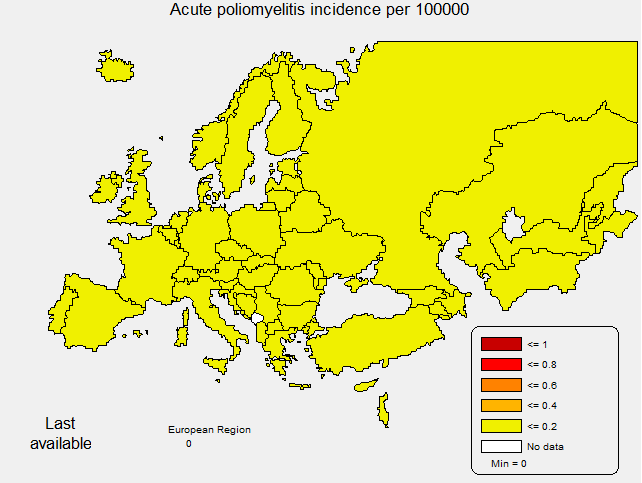 Acute poliomyelitis incidence per 100000
<= 1
<= 0.8
<= 0.6
<= 0.4
<= 0.2
No data
Min = 0
Last
available
European Region
0